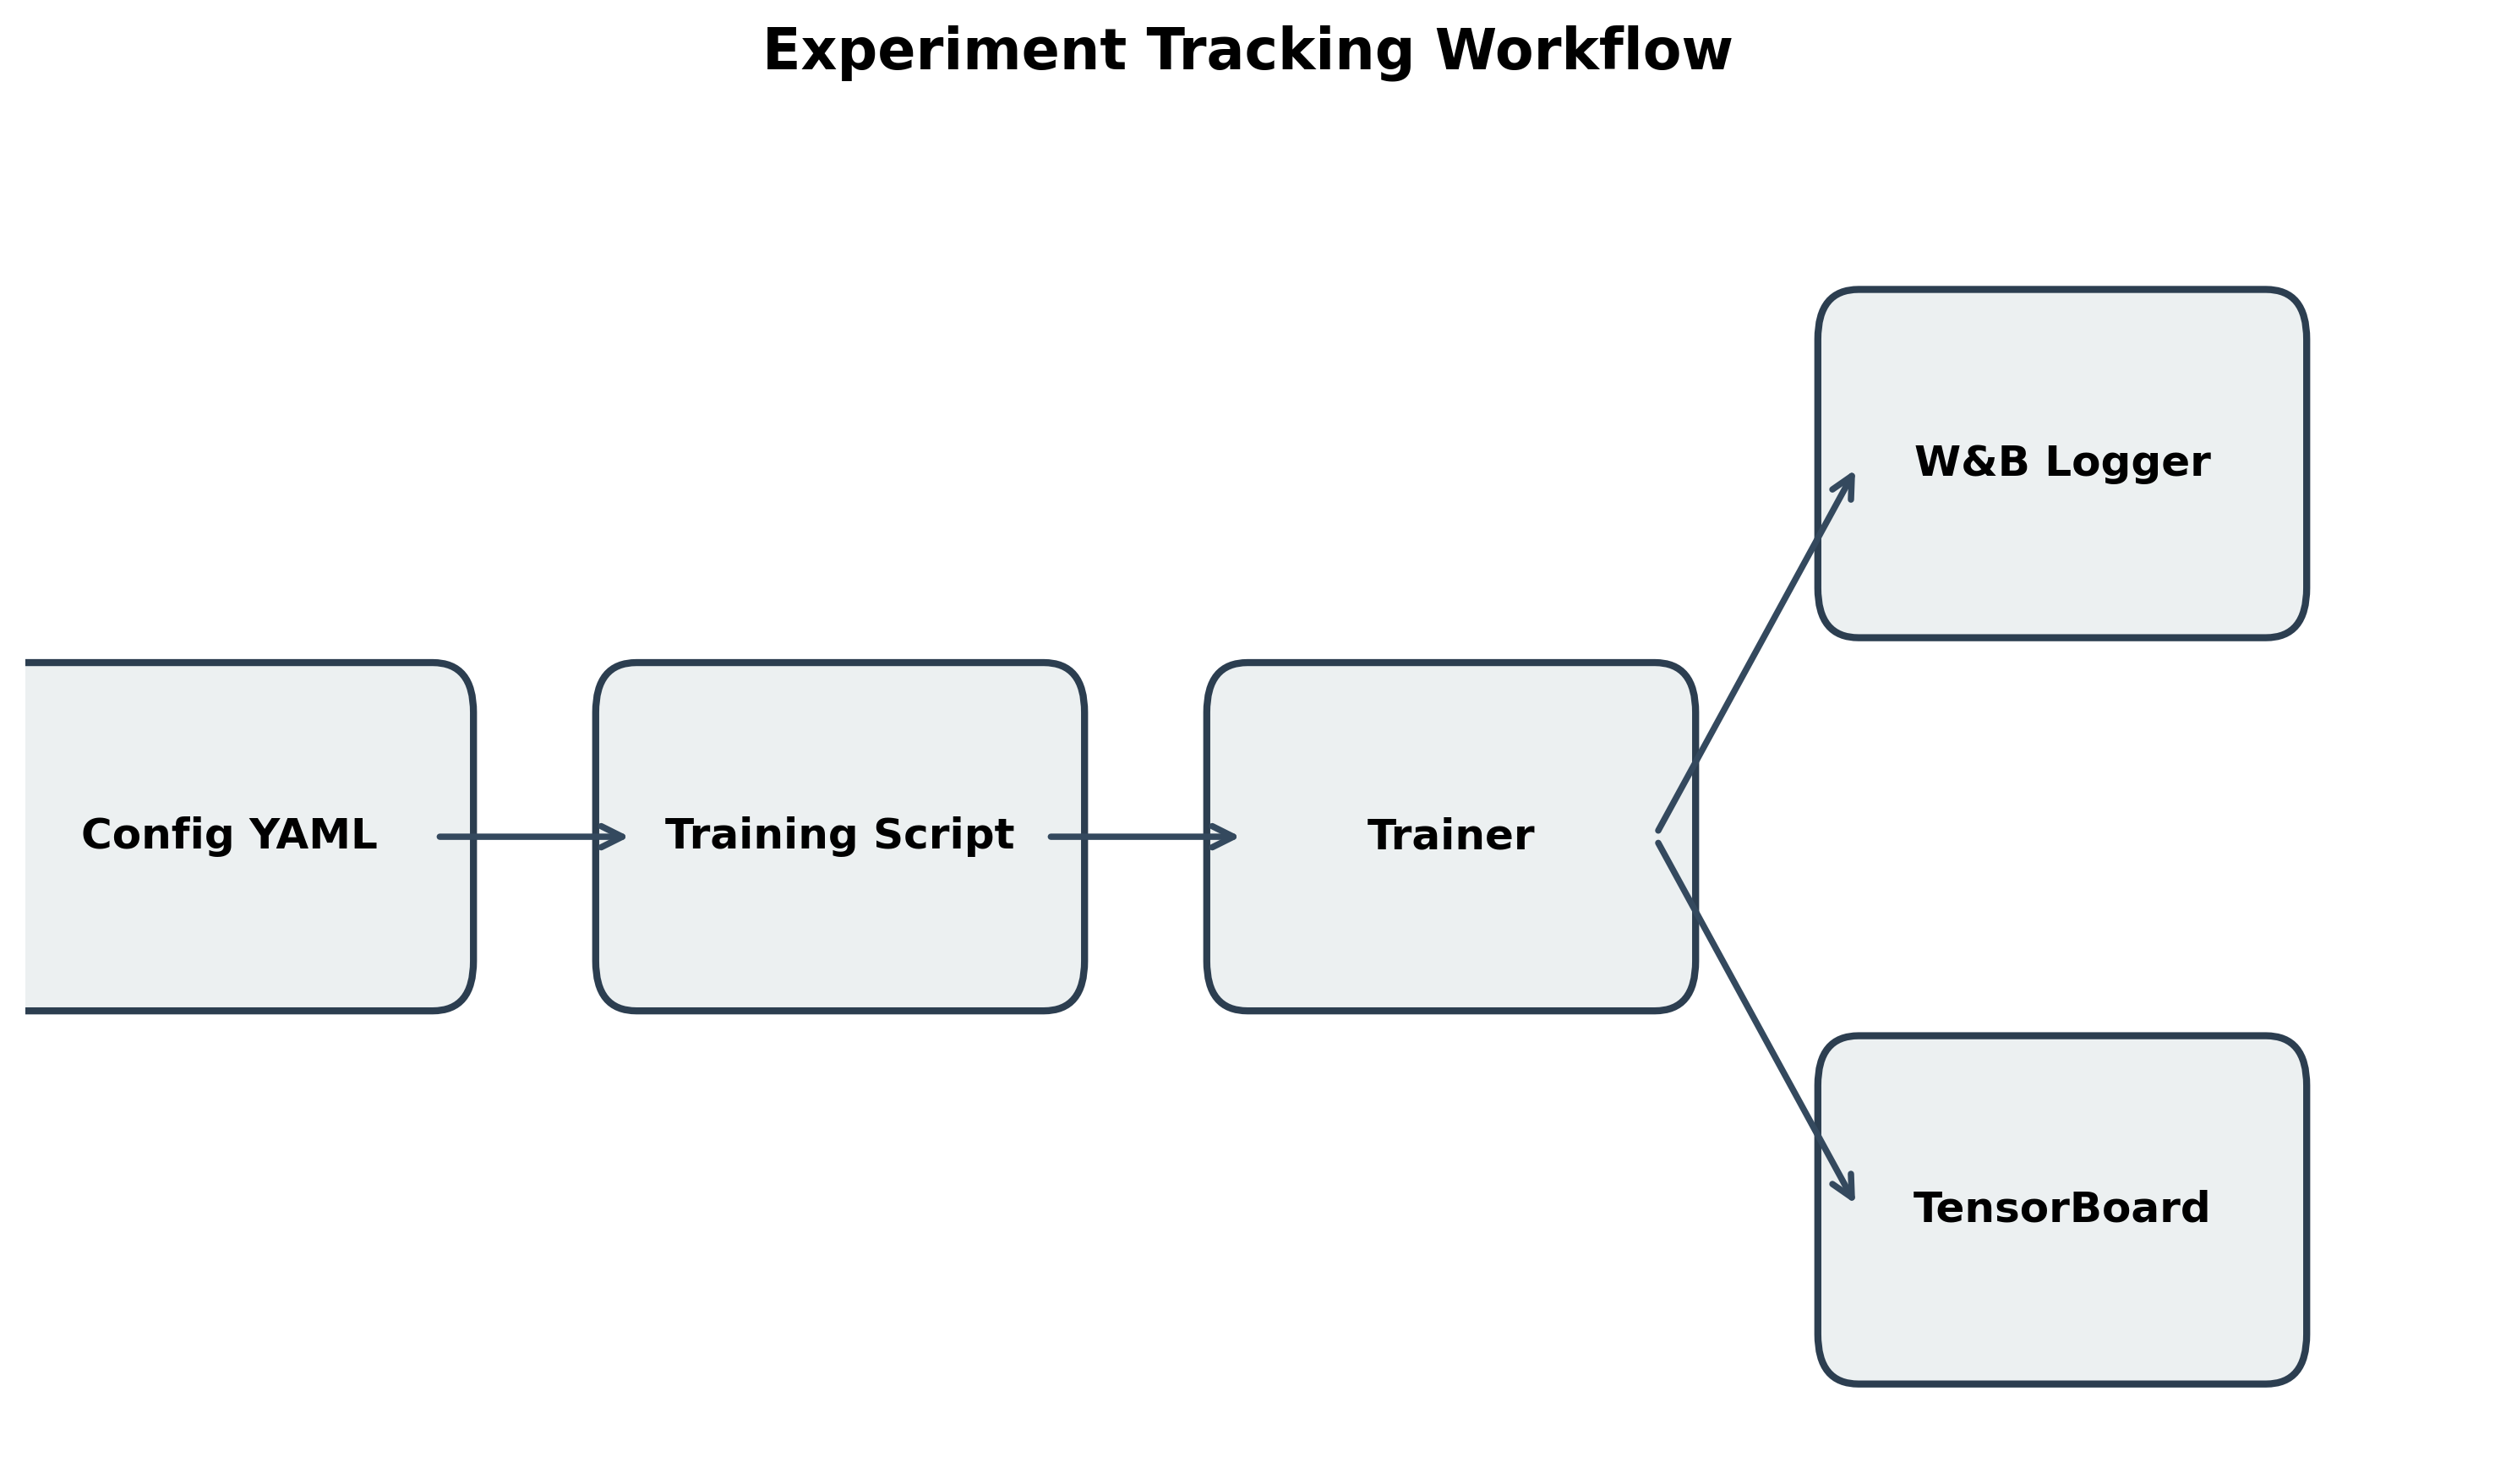 Experiment Tracking Workflow
W&B Logger
Config YAML
Training Script
Trainer
TensorBoard